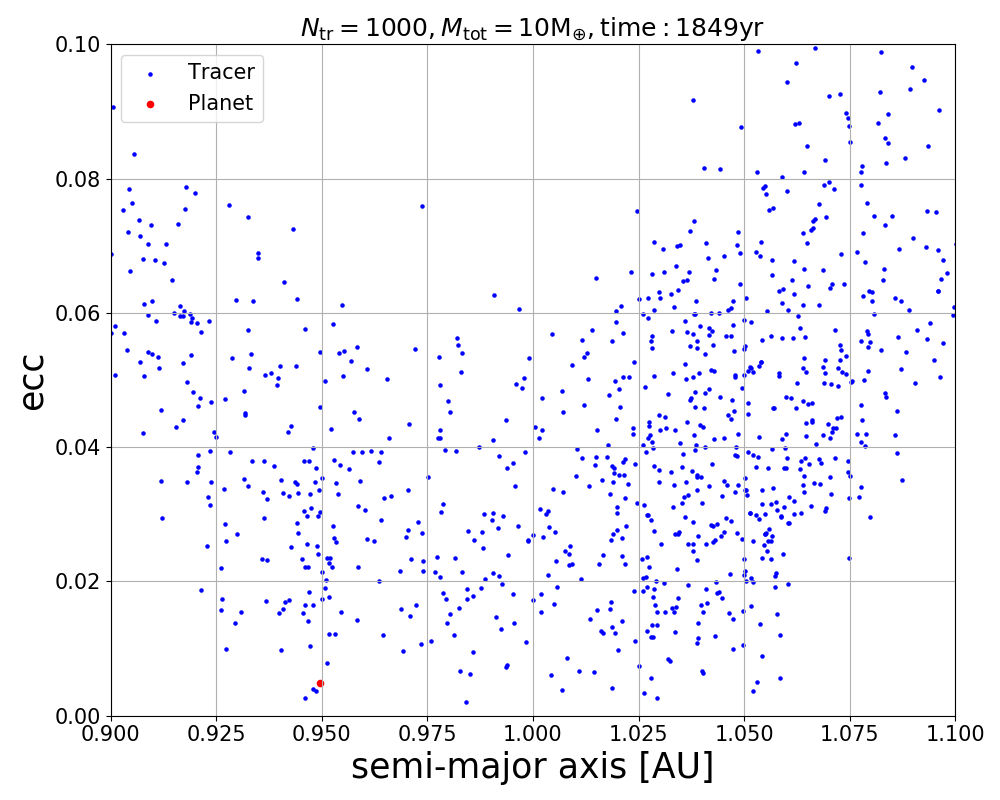 N_tr = 1000, M_tot = 10M_⊕, time : 1849yr
Tracer
Planet
0.10
0.08
0.06
0.04
0.02
0.00
ecc
0.900 0.925 0.950 0.975 1.000 1.025 1.050 1.075 1.100
semi-major axis [AU]